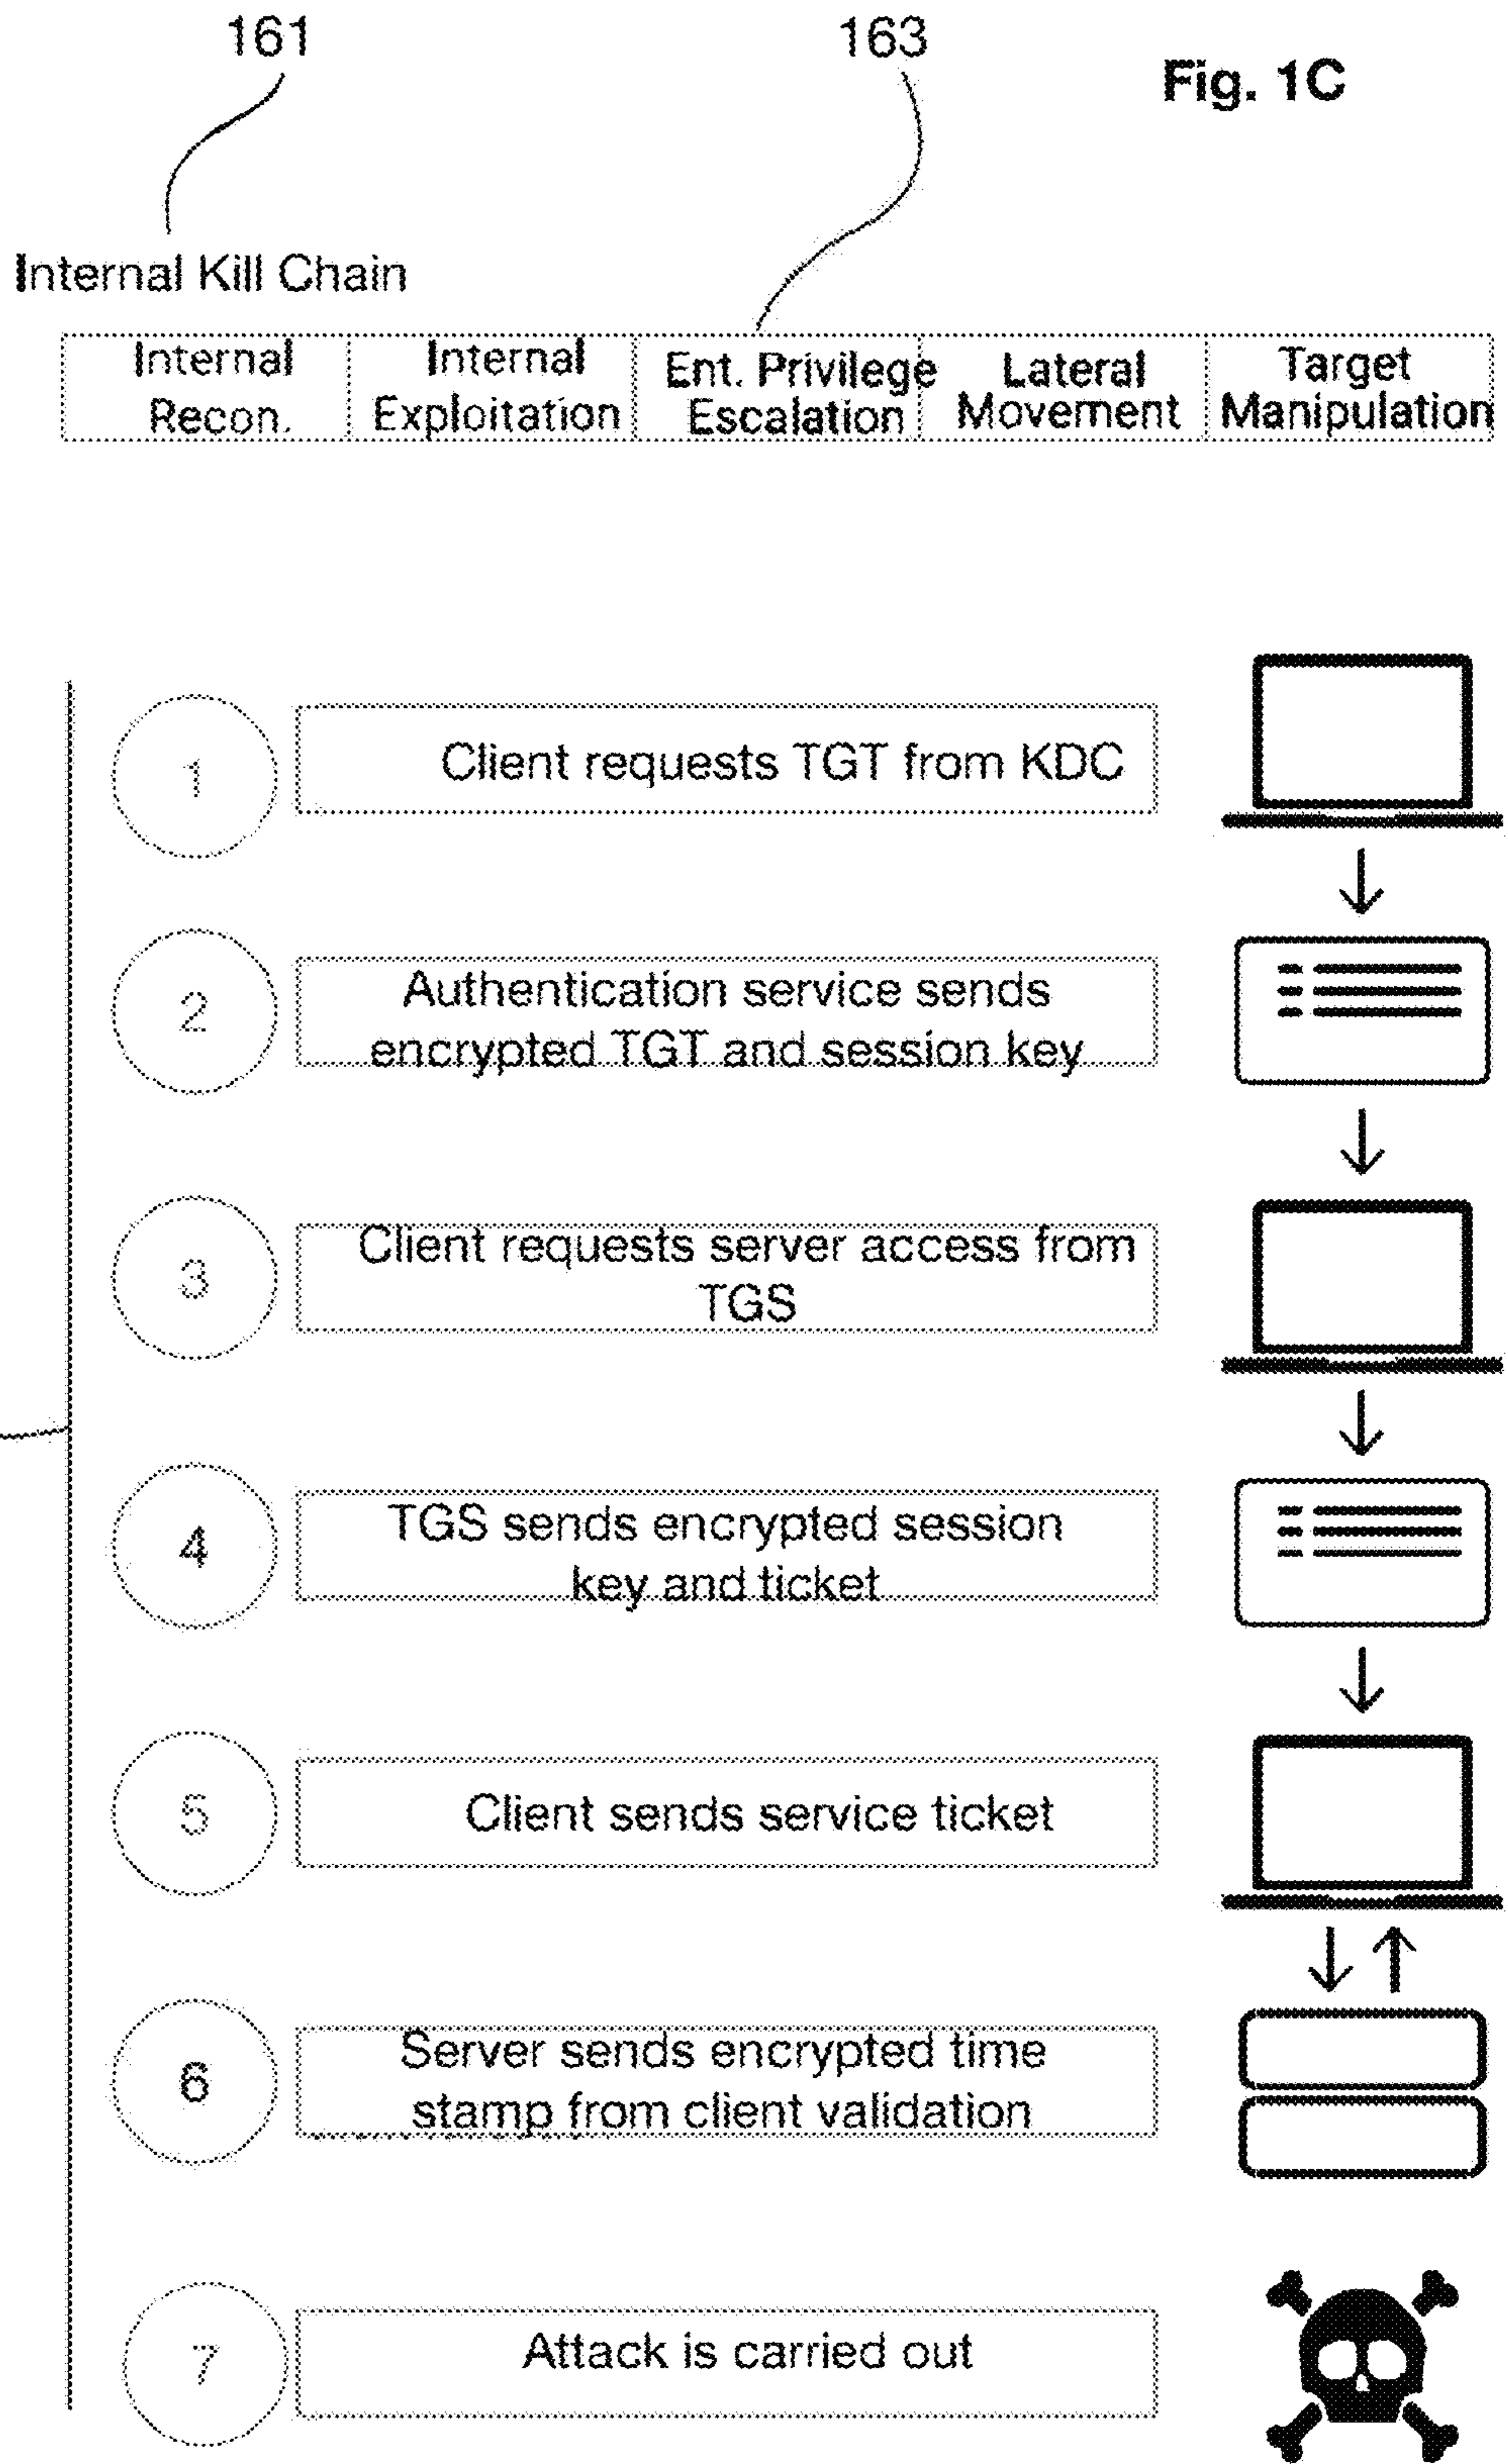 161
163
Fig. 1C
Internal Kill Chain
Internal
Recon.
Internal
Exploitation
Ent. Privilege
Escalation
Lateral
Movement
Target
Manipulation
1
Client requests TGT from KDC
2
Authentication service sends
encrypted TGT and session key
3
Client requests server access from
TGS
4
TGS sends encrypted session
key and ticket
5
Client sends service ticket
6
Server sends encrypted time
stamp from client validation
7
Attack is carried out